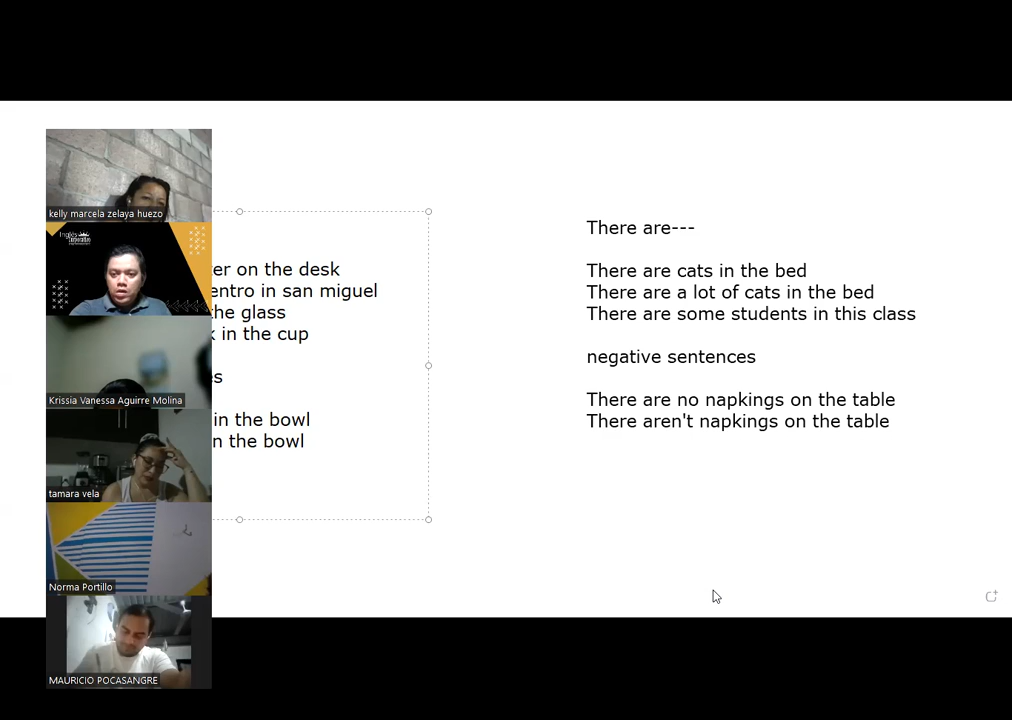 kelly marcela zelaya huezo
Inglés
Krissia Vanessa Aguirre Molina
tamara vela
Norma Portillo
MAURICIO POCASANGRE
on the desk
in san miguel
the glass
in the cup
in the bowl
in the bowl
There are---
There are cats in the bed
There are a lot of cats in the bed
There are some students in this class
negative sentences
There are no napkings on the table
There aren't napkings on the table